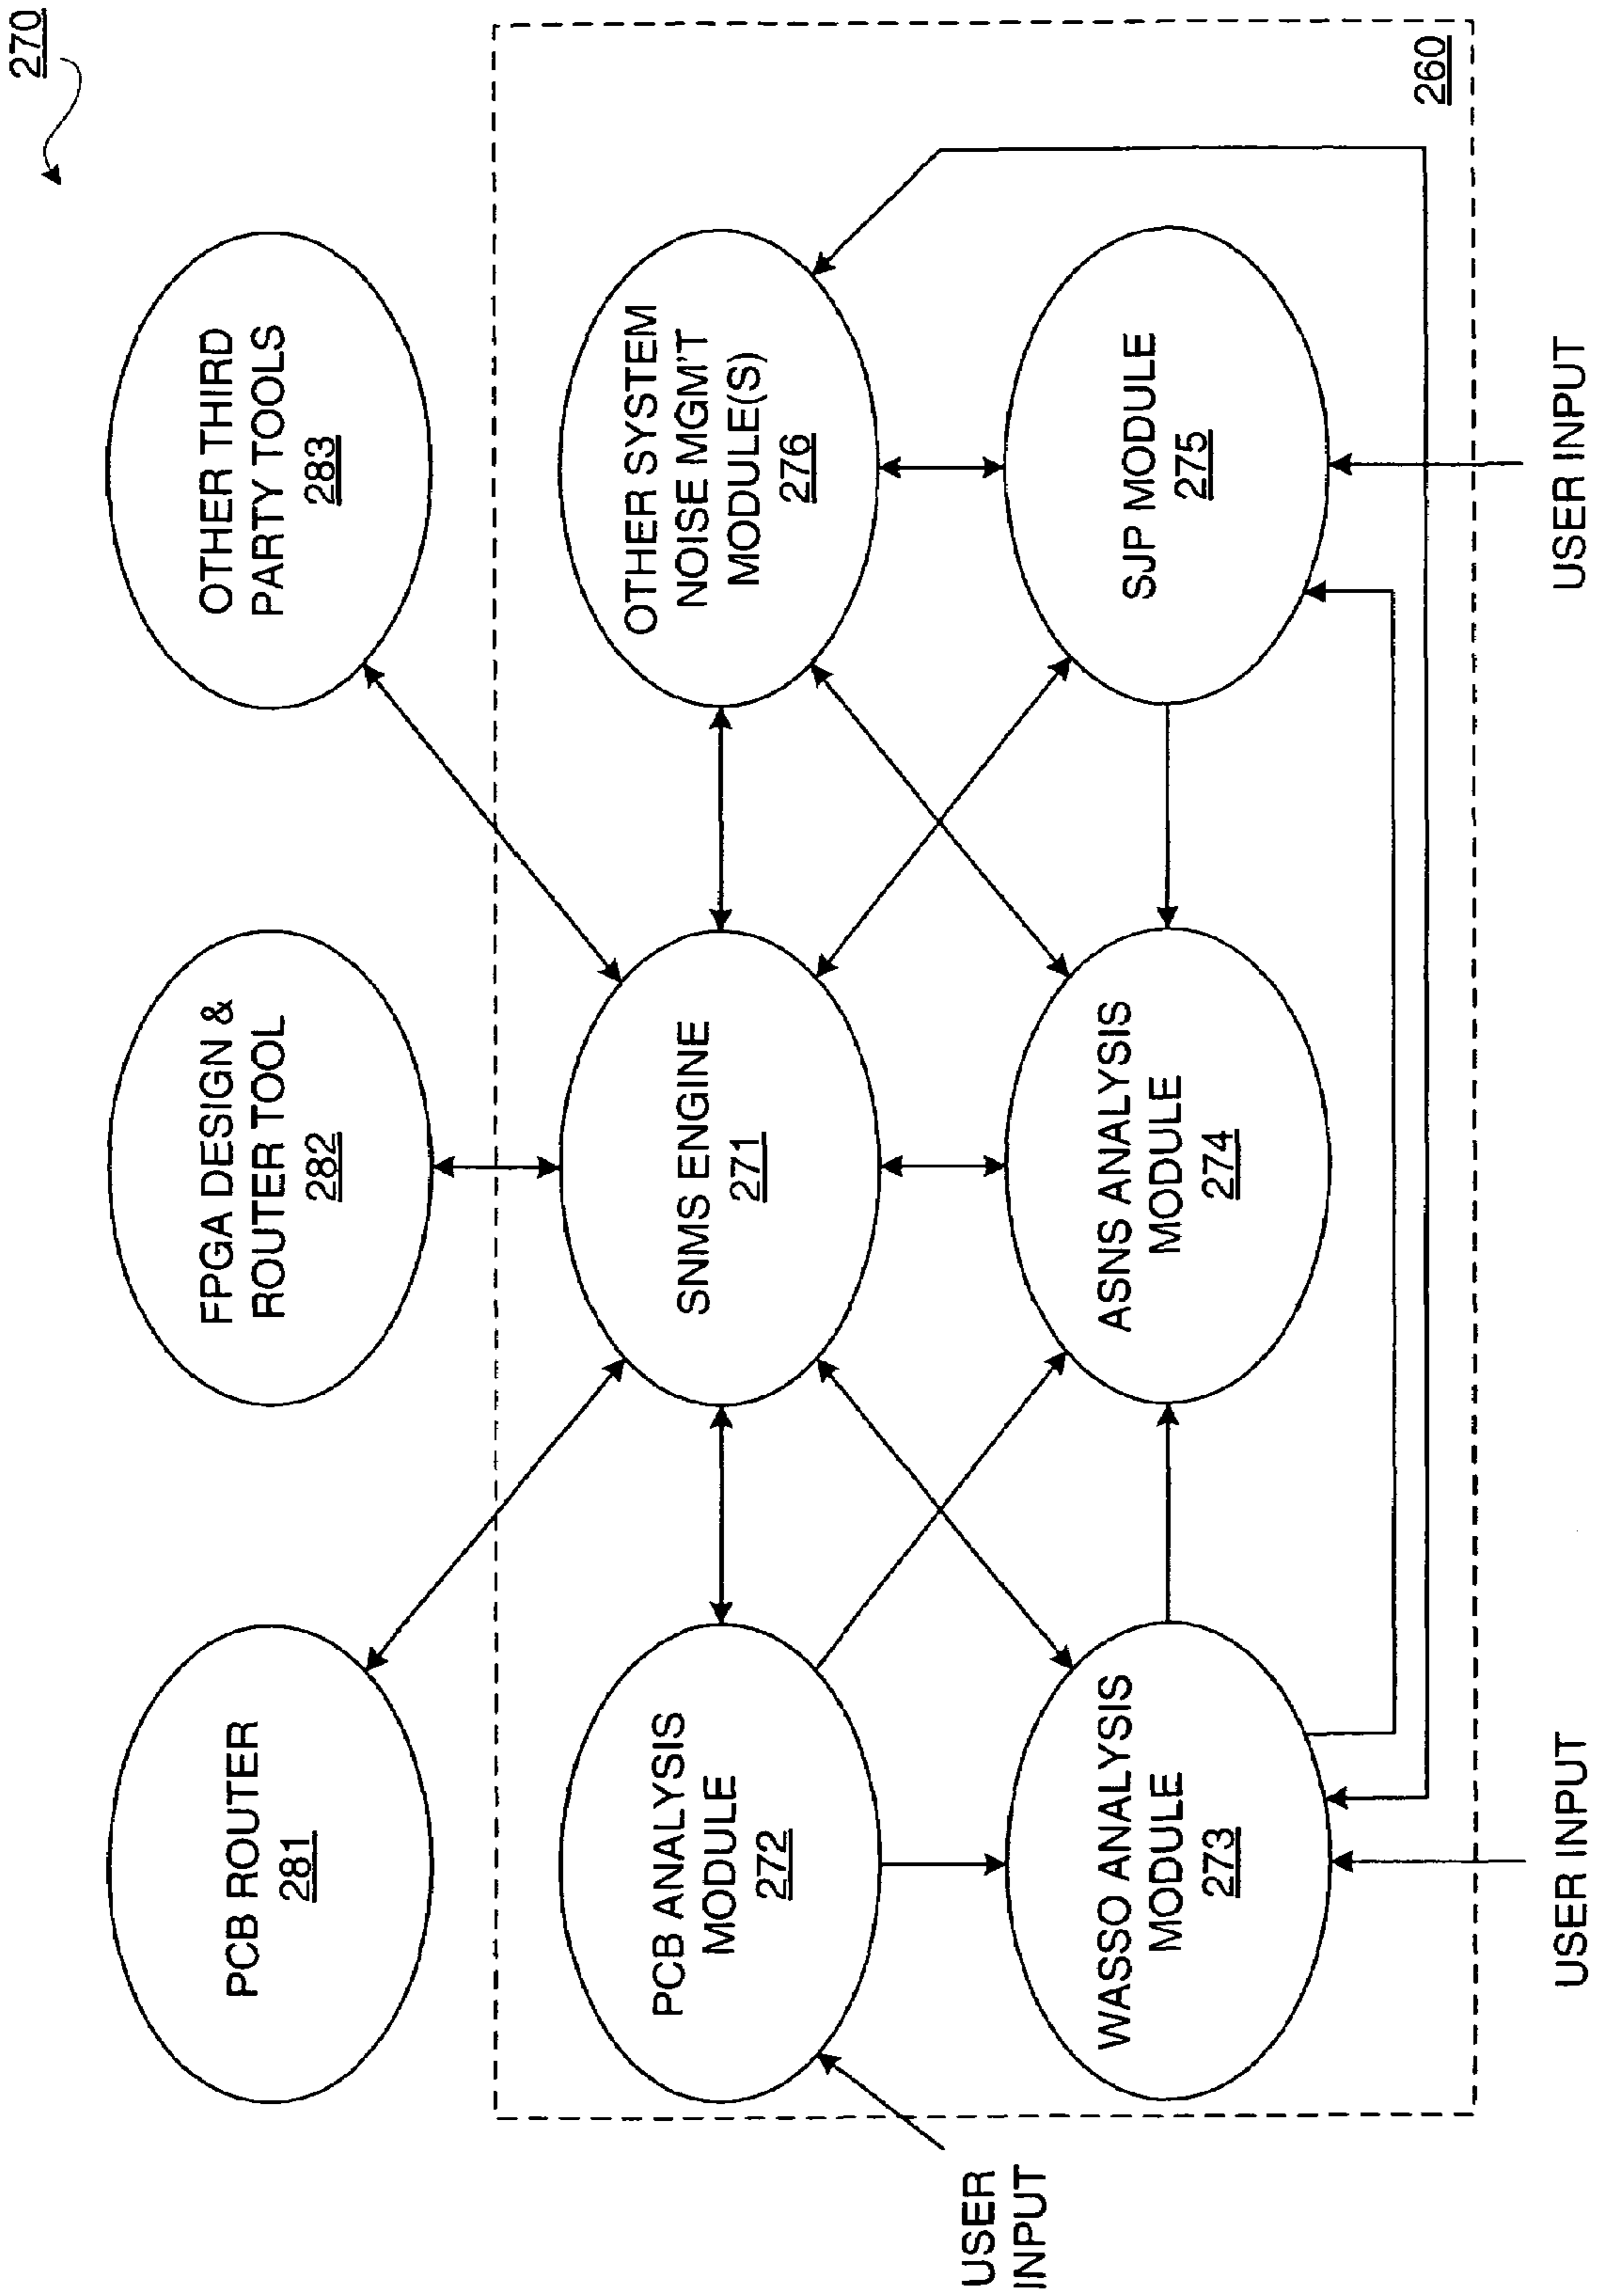 270
PCB ROUTER
281
FPGA DESIGN &
ROUTER TOOL
282
OTHER THIRD
PARTY TOOLS
283
PCB ANALYSIS
MODULE
272
SNMS ENGINE
271
OTHER SYSTEM
NOISE MGM'T
MODULE(S)
276
WASSO ANALYSIS
MODULE
273
ASNS ANALYSIS
MODULE
274
SJP MODULE
275
260
USER
INPUT
USER INPUT
USER INPUT